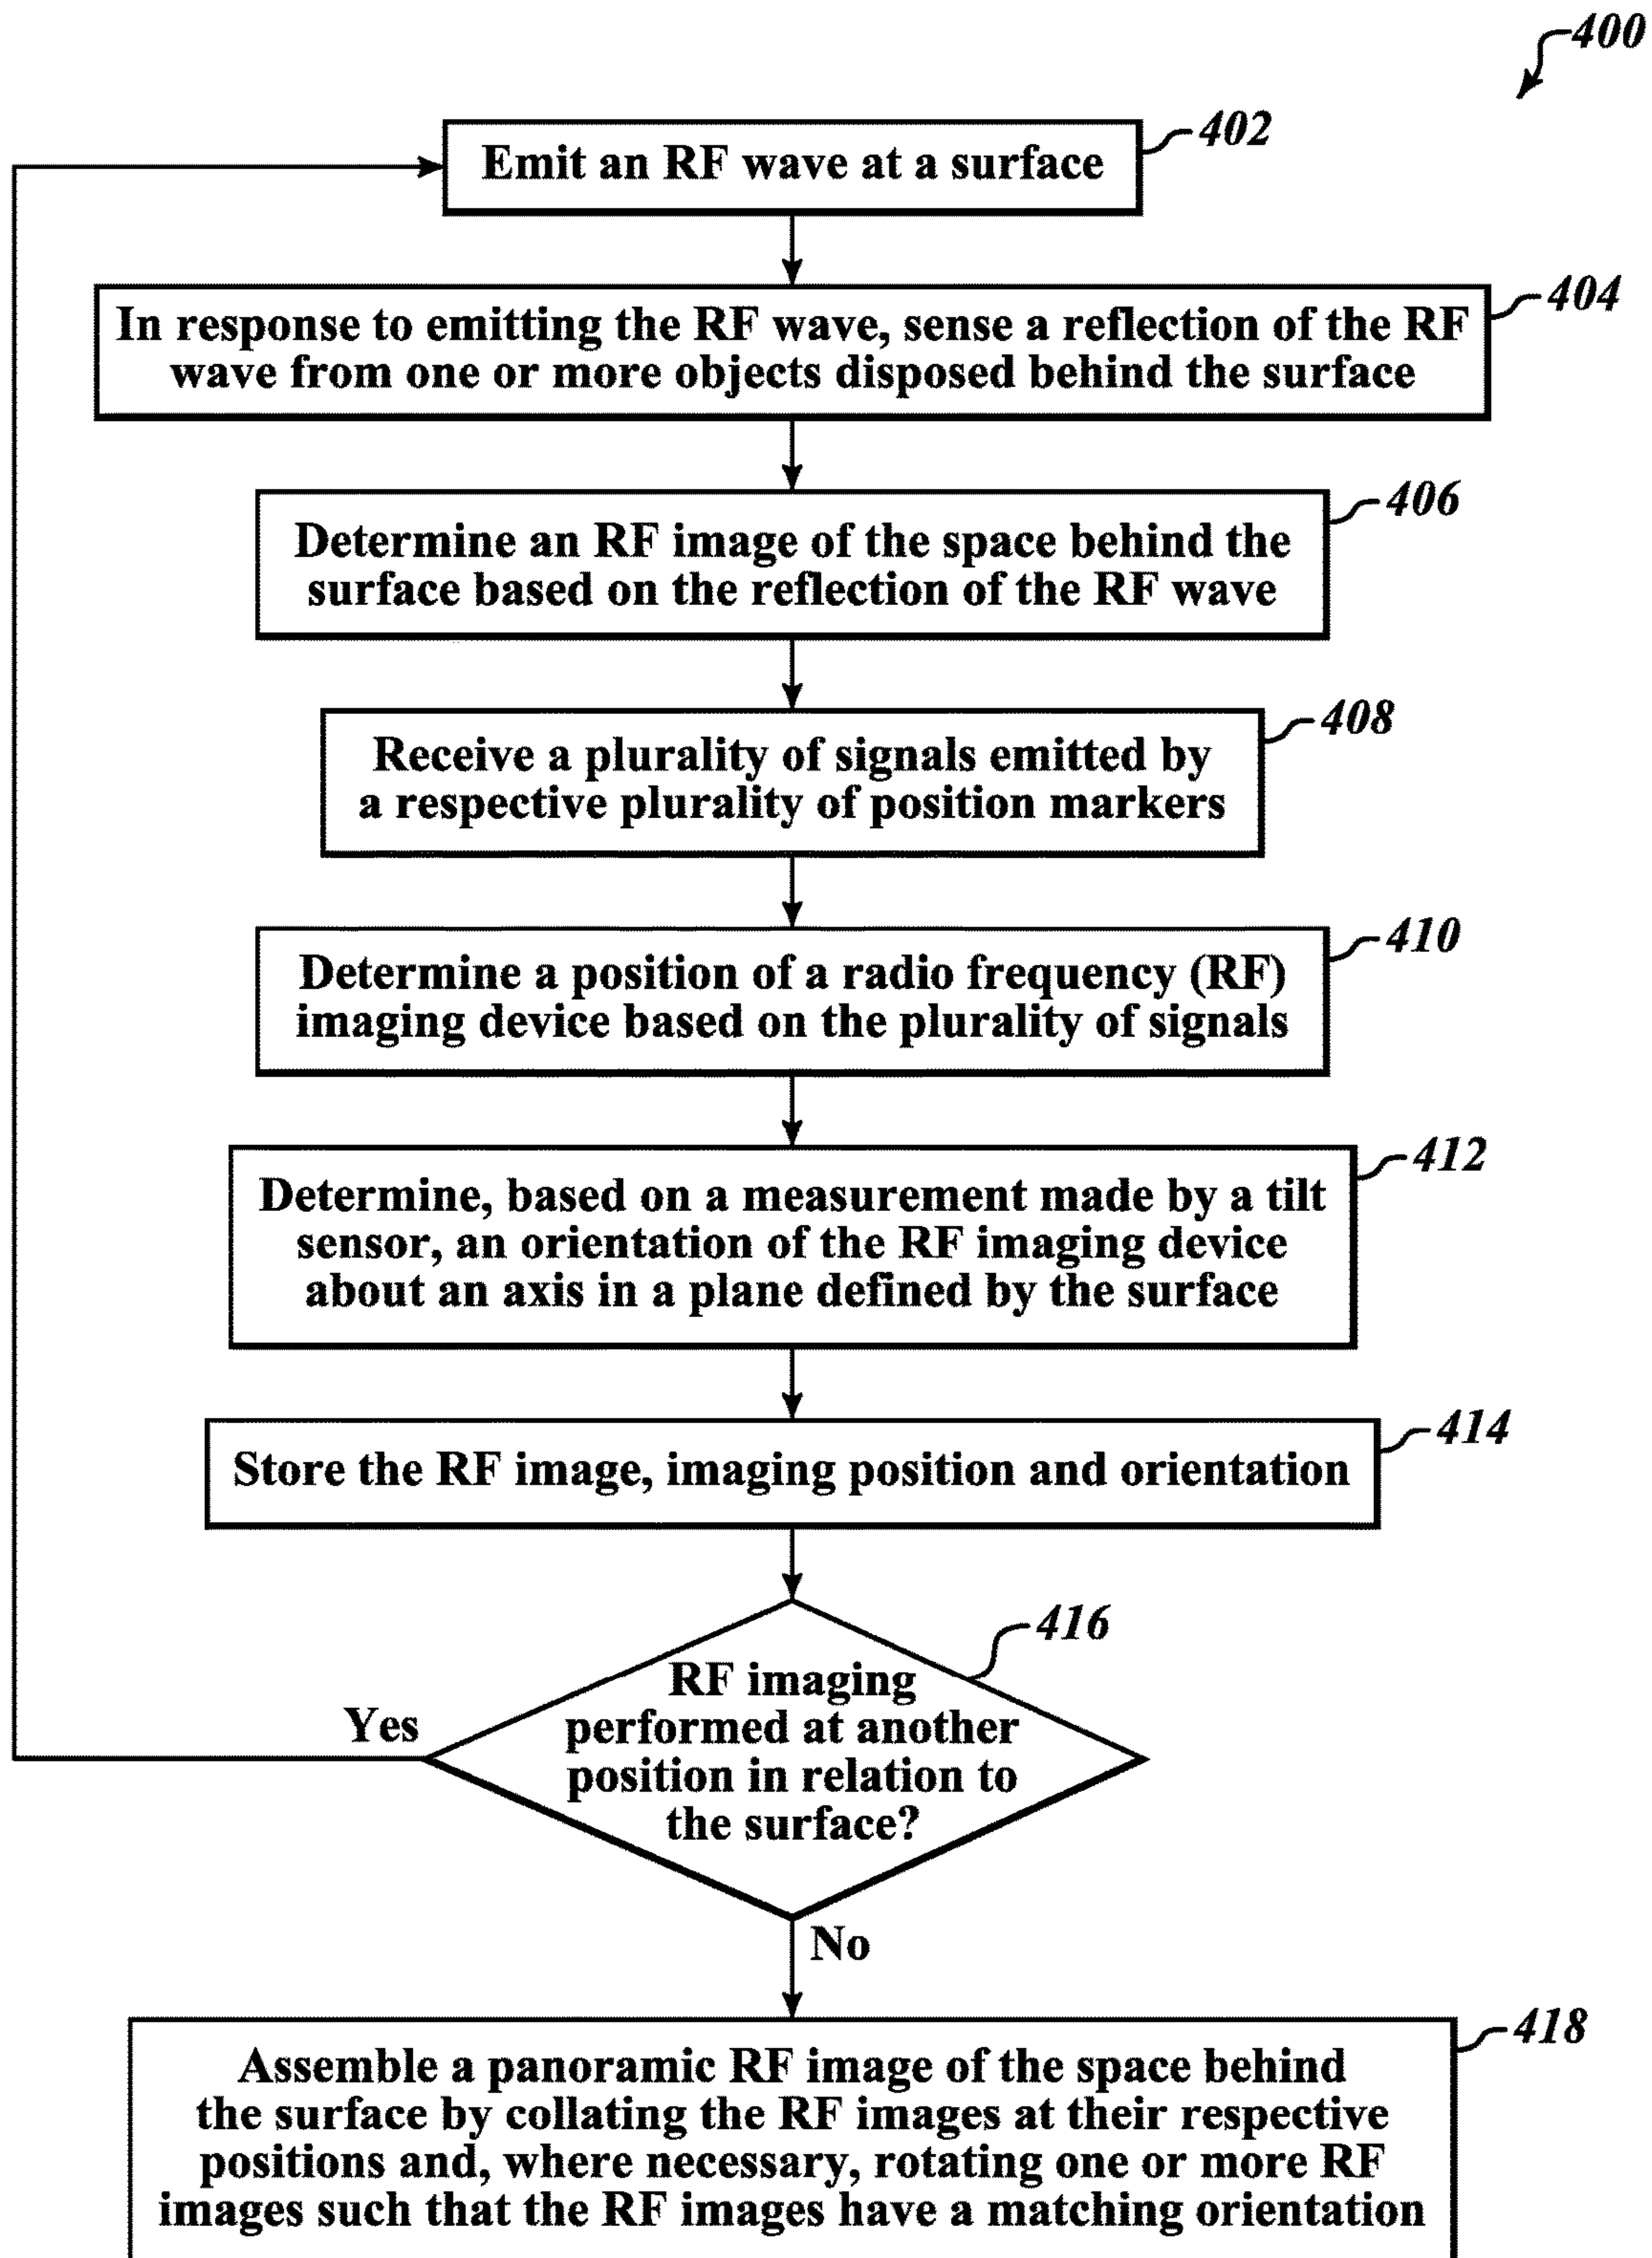 400
402
Emit an RF wave at a surface
404
In response to emitting the RF wave, sense a reflection of the RF
wave from one or more objects disposed behind the surface
406
Determine an RF image of the space behind the
surface based on the reflection of the RF wave
408
Receive a plurality of signals emitted by
a respective plurality of position markers
410
Determine a position of a radio frequency (RF)
imaging device based on the plurality of signals
412
Determine, based on a measurement made by a tilt
sensor, an orientation of the RF imaging device
about an axis in a plane defined by the surface
414
Store the RF image, imaging position and orientation
416
RF imaging
performed at another
position in relation to
the surface?
Yes
No
418
Assemble a panoramic RF image of the space behind
the surface by collating the RF images at their respective
positions and, where necessary, rotating one or more RF
images such that the RF images have a matching orientation